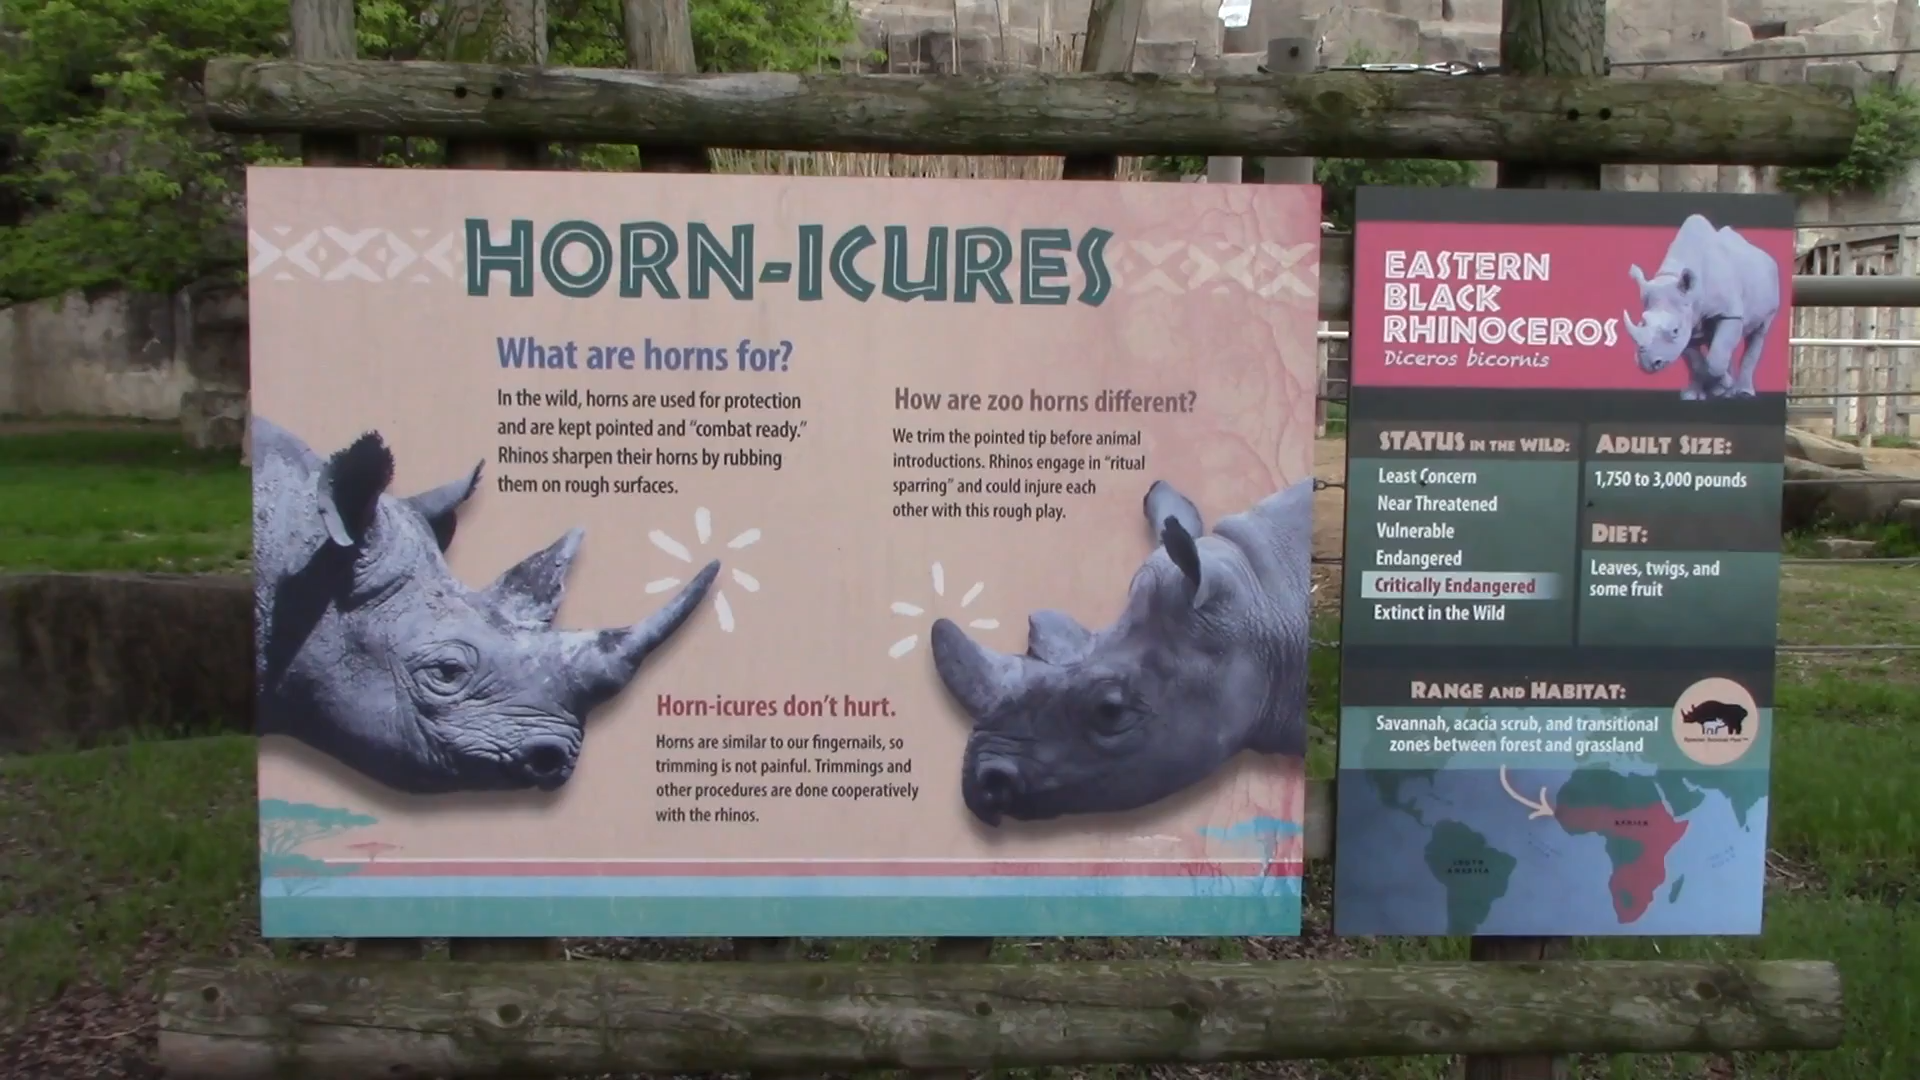 HORN-ICURES
What are horns for?
In the wild, horns are used for protection
and are kept pointed and “combat ready.”
Rhinos sharpen their horns by rubbing
them on rough surfaces.
How are zoo horns different?
We trim the pointed tip before animal
introductions. Rhinos engage in “ritual
sparring” and could injure each
other with this rough play.
Horn-icures don’t hurt.
Horns are similar to our fingernails, so
trimming is not painful. Trimmings and
other procedures are done cooperatively
with the rhinos.
EASTERN
BLACK
RHINOCEROS
Diceros bicornis
STATUS IN THE WILD:
Least Concern
Near Threatened
Vulnerable
Endangered
Critically Endangered
Extinct in the Wild
ADULT SIZE:
1,750 to 3,000 pounds
DIET:
Leaves, twigs, and
some fruit
RANGE AND HABITAT:
Savannah, acacia scrub, and transitional
zones between forest and grassland
AFRICA
SOUTH
AMERICA